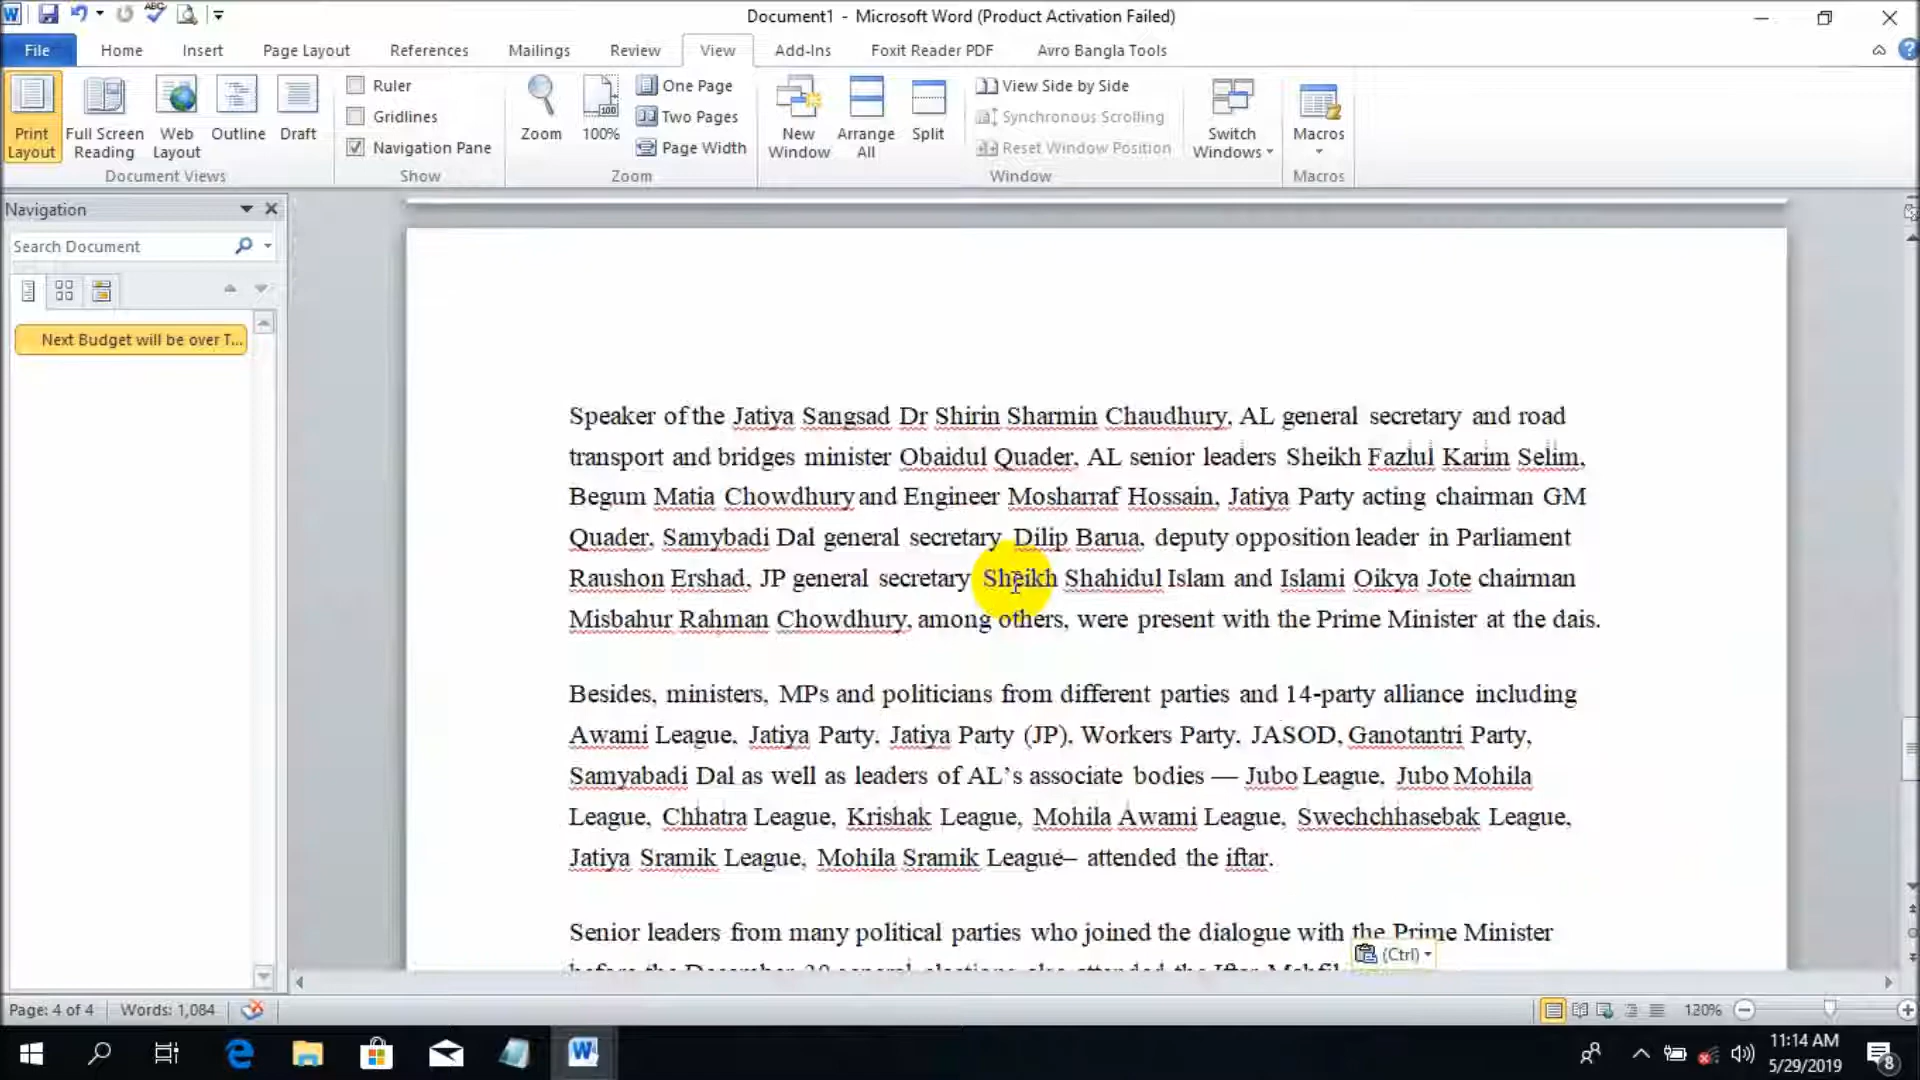 Document1 - Microsoft Word (Product Activation Failed)
File Home Insert Page Layout References Mailings Review View Add-Ins Foxit Reader PDF Avro Bangla Tools
Print Layout
Full Screen Reading
Web Layout
Outline
Draft
Document Views
Ruler
Gridlines
Navigation Pane
Show
Zoom
100%
One Page
Two Pages
Page Width
Zoom
New Window
Arrange All
Split
View Side by Side
Synchronous Scrolling
Reset Window Position
Window
Switch Windows
Macros
Macros
Navigation
Search Document
Next Budget will be over T...
Speaker of the Jatiya Sangsad Dr Shirin Sharmin Chaudhury, AL general secretary and road
transport and bridges minister Obaidul Quader, AL senior leaders Sheikh Fazlul Karim Selim,
Begum Matia Chowdhury and Engineer Mosharraf Hossain, Jatiya Party acting chairman GM
Quader, Samybadi Dal general secretary Dilip Barua, deputy opposition leader in Parliament
Raushon Ershad, JP general secretary Sheikh Shahidul Islam and Islami Oikya Jote chairman
Misbahur Rahman Chowdhury, among others, were present with the Prime Minister at the dais.
Besides, ministers, MPs and politicians from different parties and 14-party alliance including
Awami League, Jatiya Party, Jatiya Party (JP), Workers Party, JASOD, Ganotantri Party,
Samyabadi Dal as well as leaders of AL’s associate bodies — Jubo League, Jubo Mohila
League, Chhatra League, Krishak League, Mohila Awami League, Swechchhasebak League,
Jatiya Sramik League, Mohila Sramik League– attended the iftar.
Senior leaders from many political parties who joined the dialogue with the Prime Minister
before the December 30 general elections also attended the Iftar Mahfil
(Ctrl)
Page: 4 of 4 Words: 1,084
120%
11:14 AM
5/29/2019
8